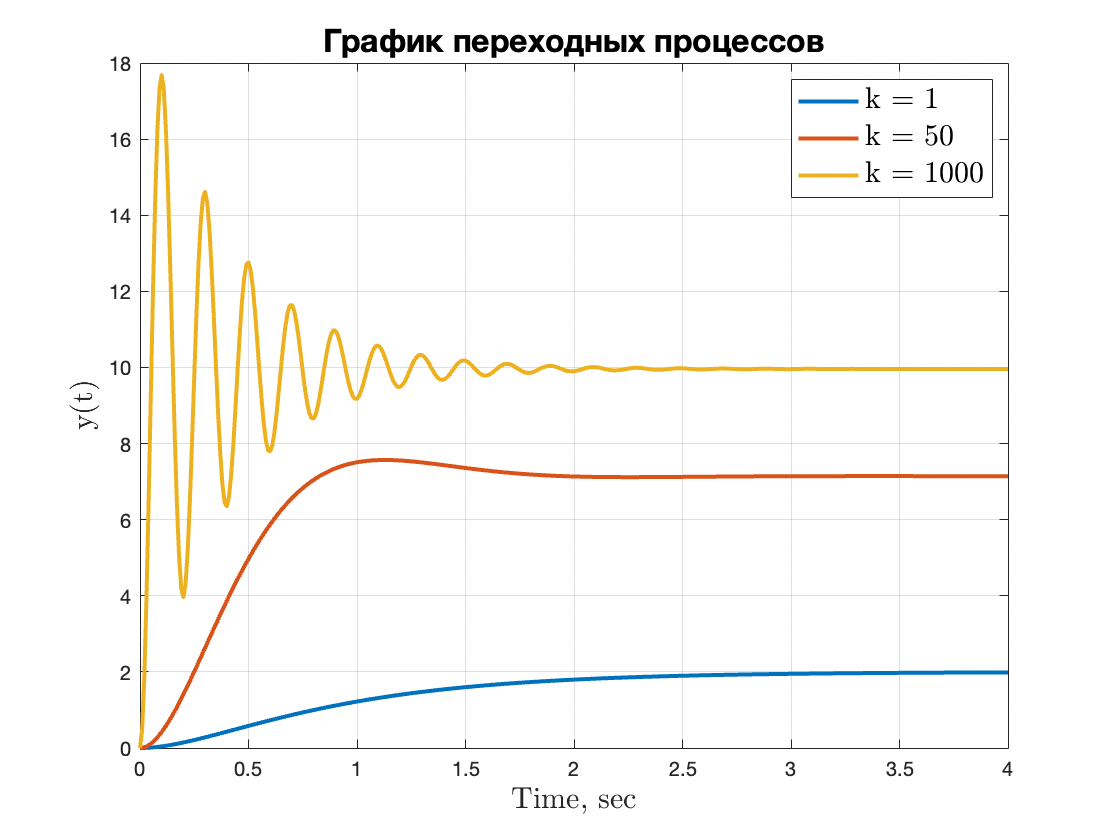 График переходных процессов
k = 1
k = 50
k = 1000
18
16
14
12
10
8
6
4
2
0
y(t)
0 0.5 1 1.5 2 2.5 3 3.5 4
Time, sec